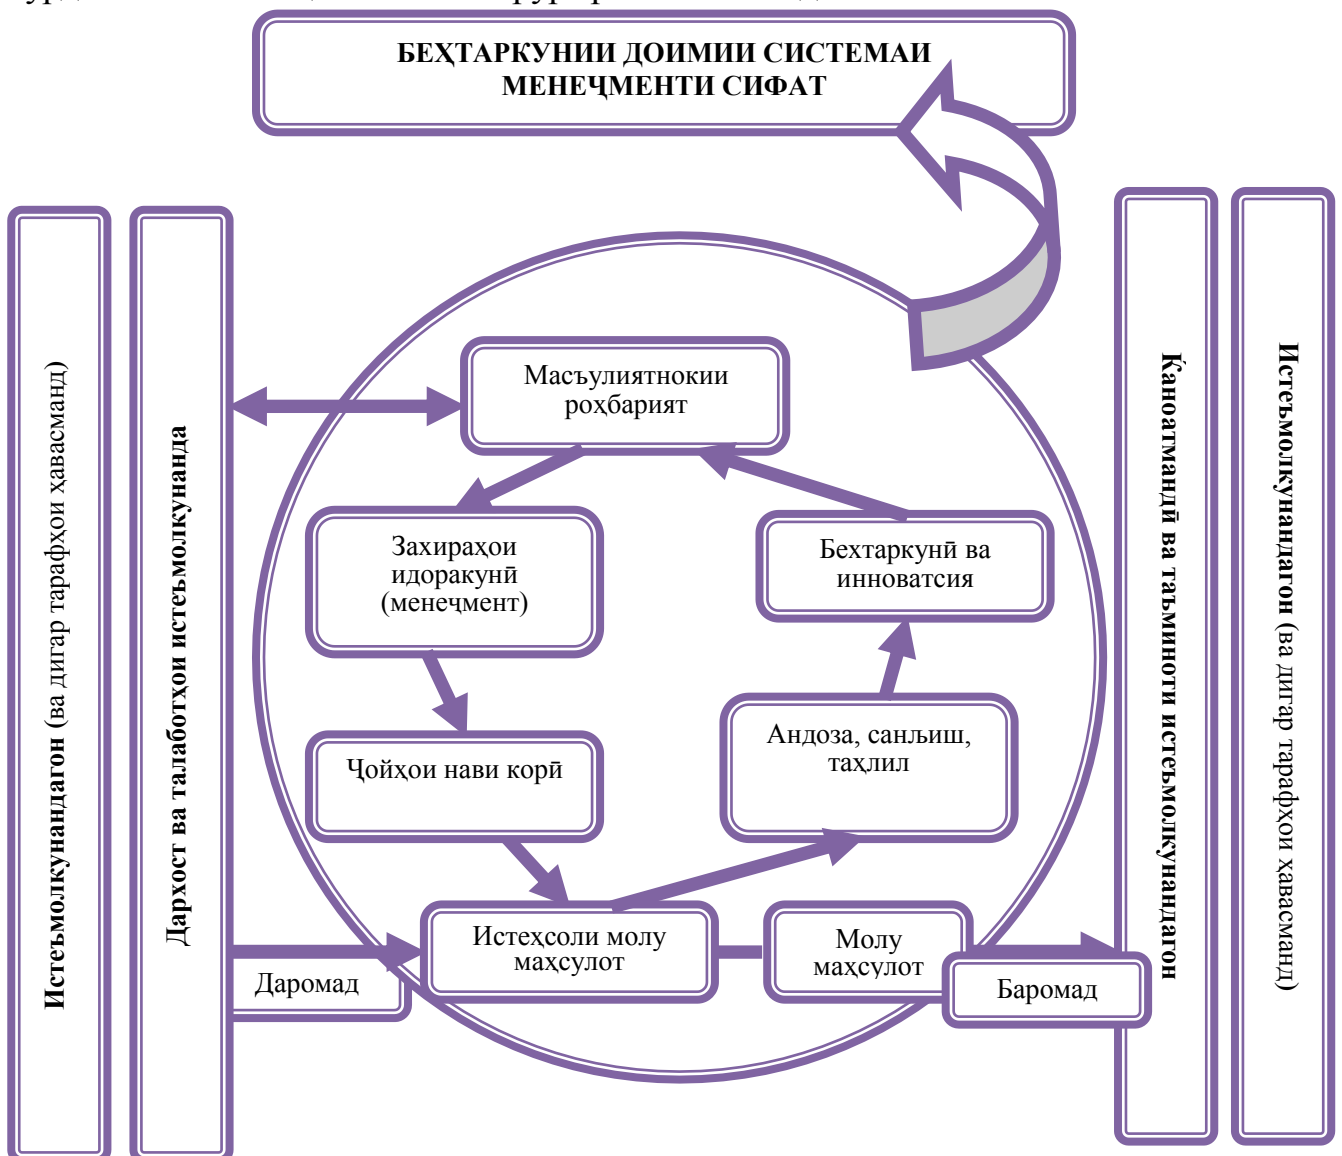 БЕҲТАРКУНИИ ДОИМИИ СИСТЕМАИ
МЕНЕҶМЕНТИ СИФАТ
Истеъмолкунандагон (ва дигар тарафҳои ҳавасманд)
Дархост ва талаботҳои истеъмолкунанда
Масъулиятнокии
роҳбарият
Захираҳои
идоракунӣ
(менеҷмент)
Бехтаркунӣ ва
инноватсия
Ҷойҳои нави корӣ
Андоза, санљиш,
таҳлил
Истеҳсоли молу
маҳсулот
Молу
маҳсулот
Даромад
Баромад
Ќаноатмандӣ ва таъминоти истеъмолкунандагон
Истеъмолкунандагон (ва дигар тарафҳои ҳавасманд)